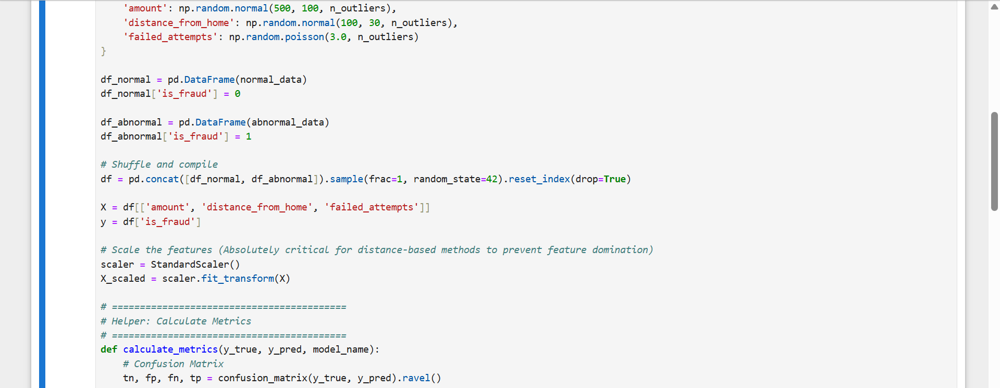 'amount': np.random.normal(500, 100, n_outliers),
    'distance_from_home': np.random.normal(100, 30, n_outliers),
    'failed_attempts': np.random.poisson(3.0, n_outliers)
}

df_normal = pd.DataFrame(normal_data)
df_normal['is_fraud'] = 0

df_abnormal = pd.DataFrame(abnormal_data)
df_abnormal['is_fraud'] = 1

# Shuffle and compile
df = pd.concat([df_normal, df_abnormal]).sample(frac=1, random_state=42).reset_index(drop=True)

X = df[['amount', 'distance_from_home', 'failed_attempts']]
y = df['is_fraud']

# Scale the features (Absolutely critical for distance-based methods to prevent feature domination)
scaler = StandardScaler()
X_scaled = scaler.fit_transform(X)

# ==========================================
# Helper: Calculate Metrics
# ==========================================
def calculate_metrics(y_true, y_pred, model_name):
    # Confusion Matrix
    tn, fp, fn, tp = confusion_matrix(y_true, y_pred).ravel()